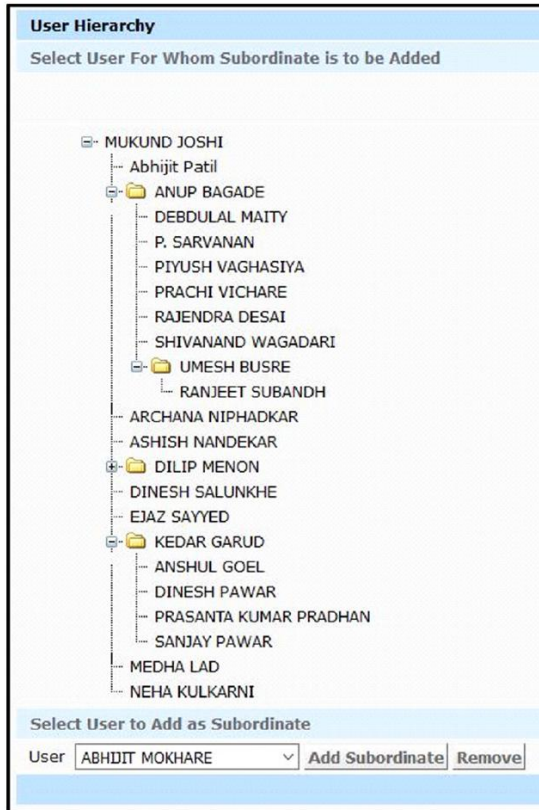 User Hierarchy
Select User For Whom Subordinate is to be Added
MUKUND JOSHI
Abhijit Patil
ANUP BAGADE
DEBDULAL MAITY
P. SARVANAN
PIYUSH VAGHASIYA
PRACHI VICHARE
RAJENDRA DESAI
SHIVANAND WAGADARI
UMESH BUSRE
RANJEET SUBANDH
ARCHANA NIPHADKAR
ASHISH NANDEKAR
DILIP MENON
DINESH SALUNKHE
EJAZ SAYYED
KEDAR GARUD
ANSHUL GOEL
DINESH PAWAR
PRASANTA KUMAR PRADHAN
SANJAY PAWAR
MEDHA LAD
NEHA KULKARNI
Select User to Add as Subordinate
User ABHIJIT MOKHARE Add Subordinate Remove